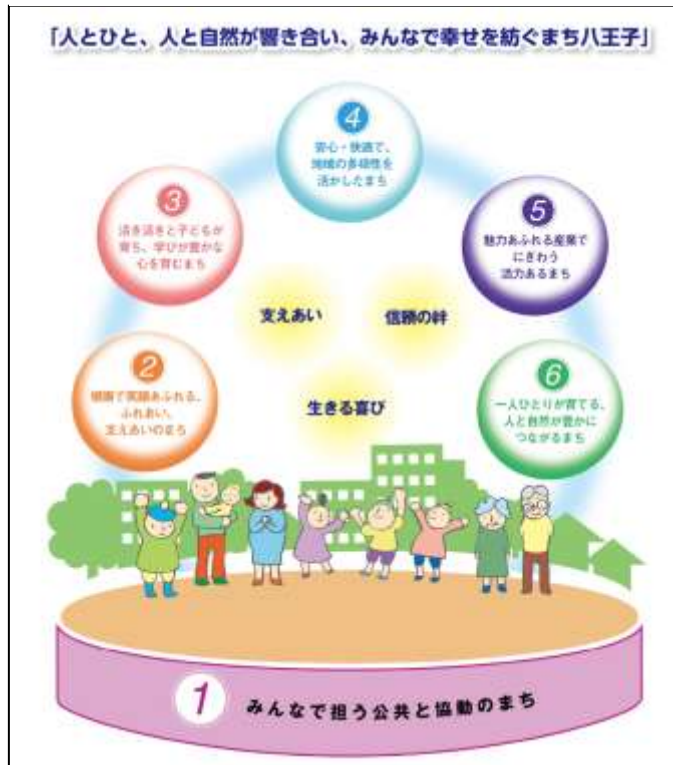 「人とひと、人と自然が響き合い、みんなで幸せを紡ぐまち八王子」
4
安心・快適で、
地域の多様性を
活かしたまち
3
活き活きと子どもが
育ち、学びが豊かな
心を育むまち
5
魅力あふれる産業で
にぎわう
活力あるまち
支えあい
信頼の絆
2
健康で笑顔あふれる、
ふれあい、
支えあいのまち
生きる喜び
6
一人ひとりが育てる、
人と自然が豊かに
つながるまち
1 みんなで担う公共と協働のまち